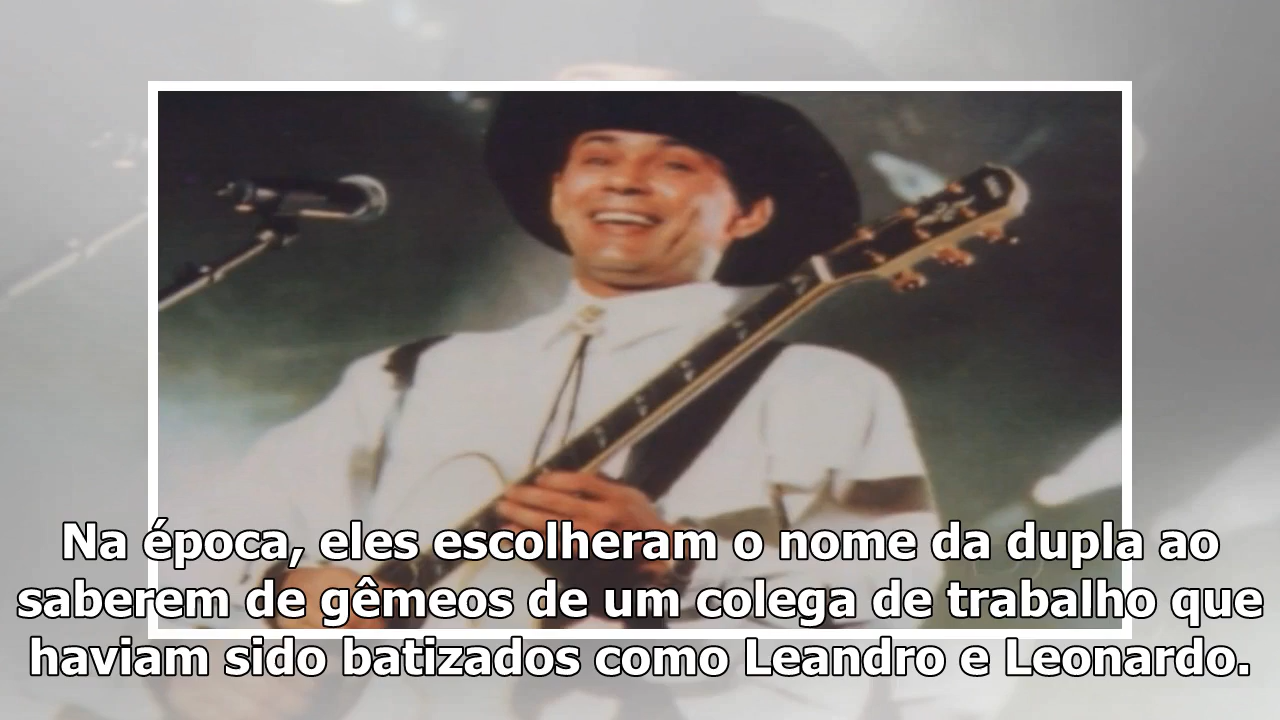 Na época, eles escolheram o nome da dupla ao
saberem de gêmeos de um colega de trabalho que
haviam sido batizados como Leandro e Leonardo.